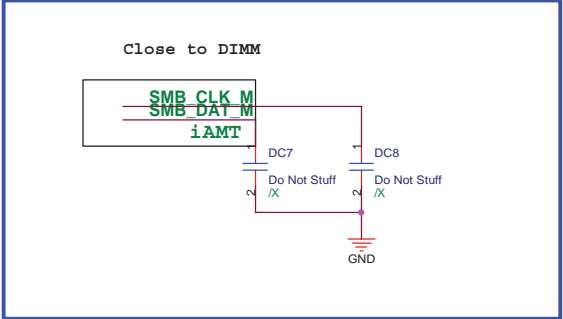 Close to DIMM
SMB_CLK_M
SMB_DAT_M
iAMT
1
DC7
Do Not Stuff
/X
2
1
DC8
Do Not Stuff
/X
2
GND